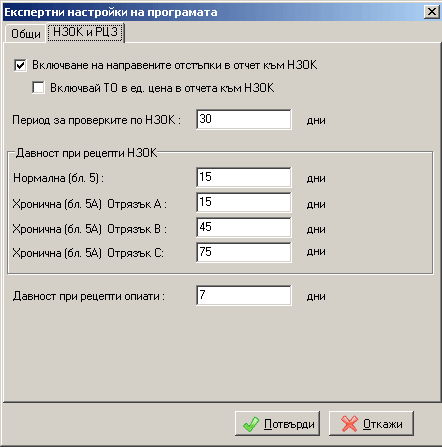 Експертни настройки на програмата
Общи
НЗОК и РЦЗ
Включване на направените отстъпки в отчет към НЗОК
Включвай ТО в ед. цена в отчета към НЗОК
Период за проверките по НЗОК : 30 дни
Давност при рецепти НЗОК
Нормална (бл. 5) : 15 дни
Хронична (бл. 5А) Отрязък А : 15 дни
Хронична (бл. 5А) Отрязък В : 45 дни
Хронична (бл. 5А) Отрязък С: 75 дни
Давност при рецепти опиати : 7 дни
Потвърди
Откажи